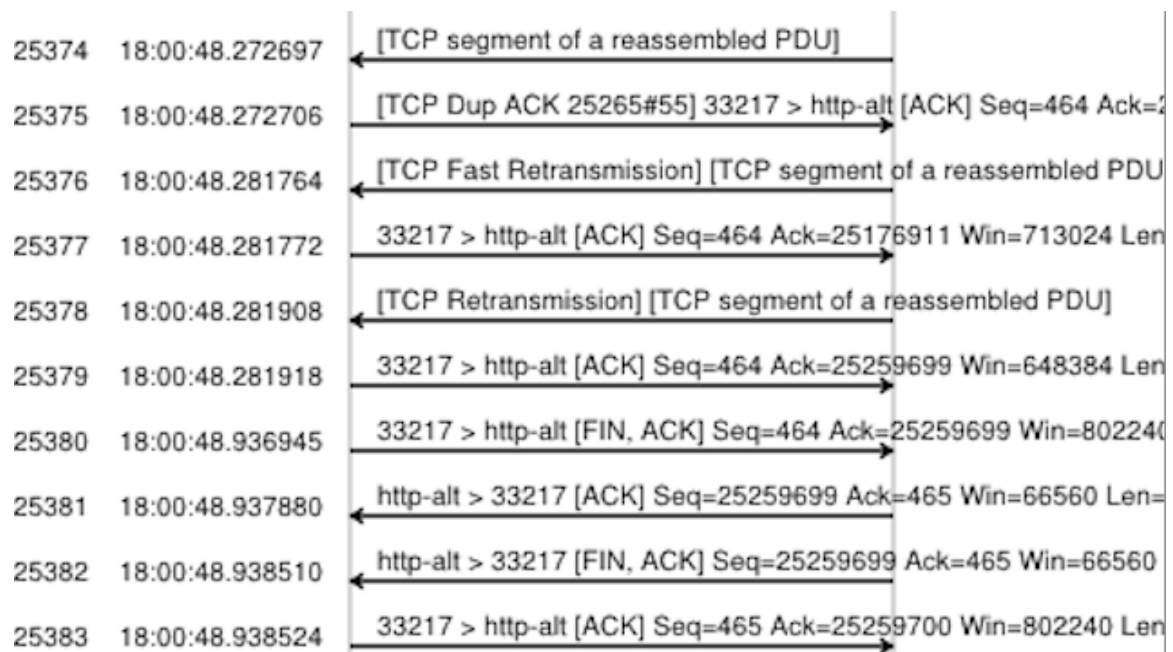 25374 18:00:48.272697 [TCP segment of a reassembled PDU]
25375 18:00:48.272706 [TCP Dup ACK 25265#55] 33217 > http-alt [ACK] Seq=464 Ack=2
25376 18:00:48.281764 [TCP Fast Retransmission] [TCP segment of a reassembled PDU
25377 18:00:48.281772 33217 > http-alt [ACK] Seq=464 Ack=25176911 Win=713024 Len
25378 18:00:48.281908 [TCP Retransmission] [TCP segment of a reassembled PDU]
25379 18:00:48.281918 33217 > http-alt [ACK] Seq=464 Ack=25259699 Win=648384 Len
25380 18:00:48.936945 33217 > http-alt [FIN, ACK] Seq=464 Ack=25259699 Win=802240
25381 18:00:48.937880 http-alt > 33217 [ACK] Seq=25259699 Ack=465 Win=66560 Len=
25382 18:00:48.938510 http-alt > 33217 [FIN, ACK] Seq=25259699 Ack=465 Win=66560
25383 18:00:48.938524 33217 > http-alt [ACK] Seq=465 Ack=25259700 Win=802240 Len